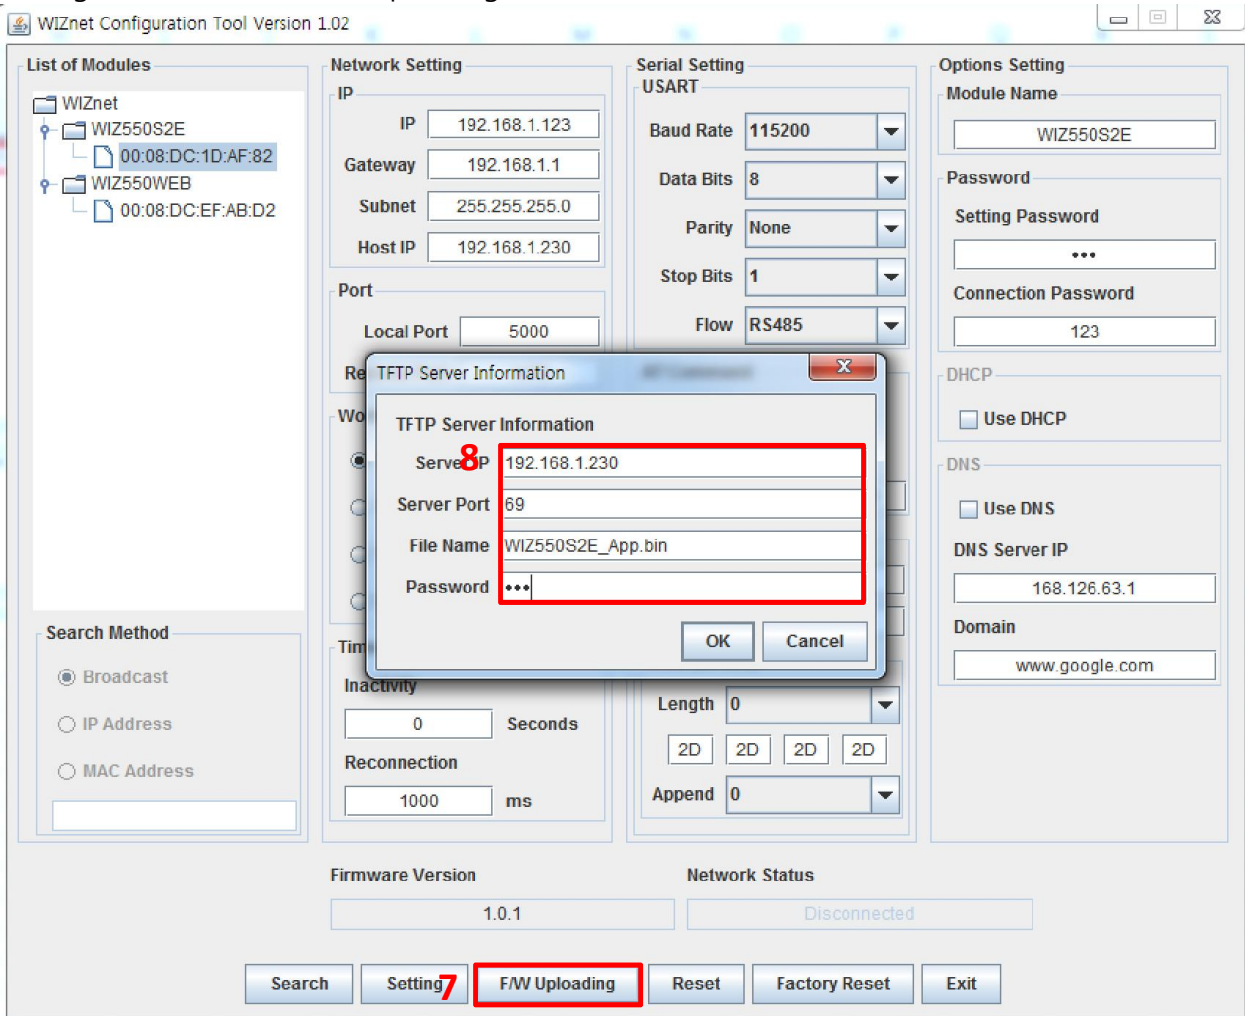 WIZnet Configuration Tool Version 1.02
List of Modules
WIZnet
WIZ550S2E
00:08:DC:1D:AF:82
WIZ550WEB
00:08:DC:EF:AB:D2
Search Method
Broadcast
IP Address
MAC Address
Network Setting
IP
IP 192.168.1.123
Gateway 192.168.1.1
Subnet 255.255.255.0
Host IP 192.168.1.230
Port
Local Port 5000
Re
Wo
Tim
Inactivity
0 Seconds
Reconnection
1000 ms
Serial Setting
USART
Baud Rate 115200
Data Bits 8
Parity None
Stop Bits 1
Flow RS485
Length 0
2D 2D 2D 2D
Append 0
Options Setting
Module Name
WIZ550S2E
Password
Setting Password
•••
Connection Password
123
DHCP
Use DHCP
DNS
Use DNS
DNS Server IP
168.126.63.1
Domain
www.google.com
TFTP Server Information
TFTP Server Information
8
Server IP 192.168.1.230
Server Port 69
File Name WIZ550S2E_App.bin
Password •••
OK Cancel
Firmware Version Network Status
1.0.1 Disconnected
Search Setting 7 F/W Uploading Reset Factory Reset Exit